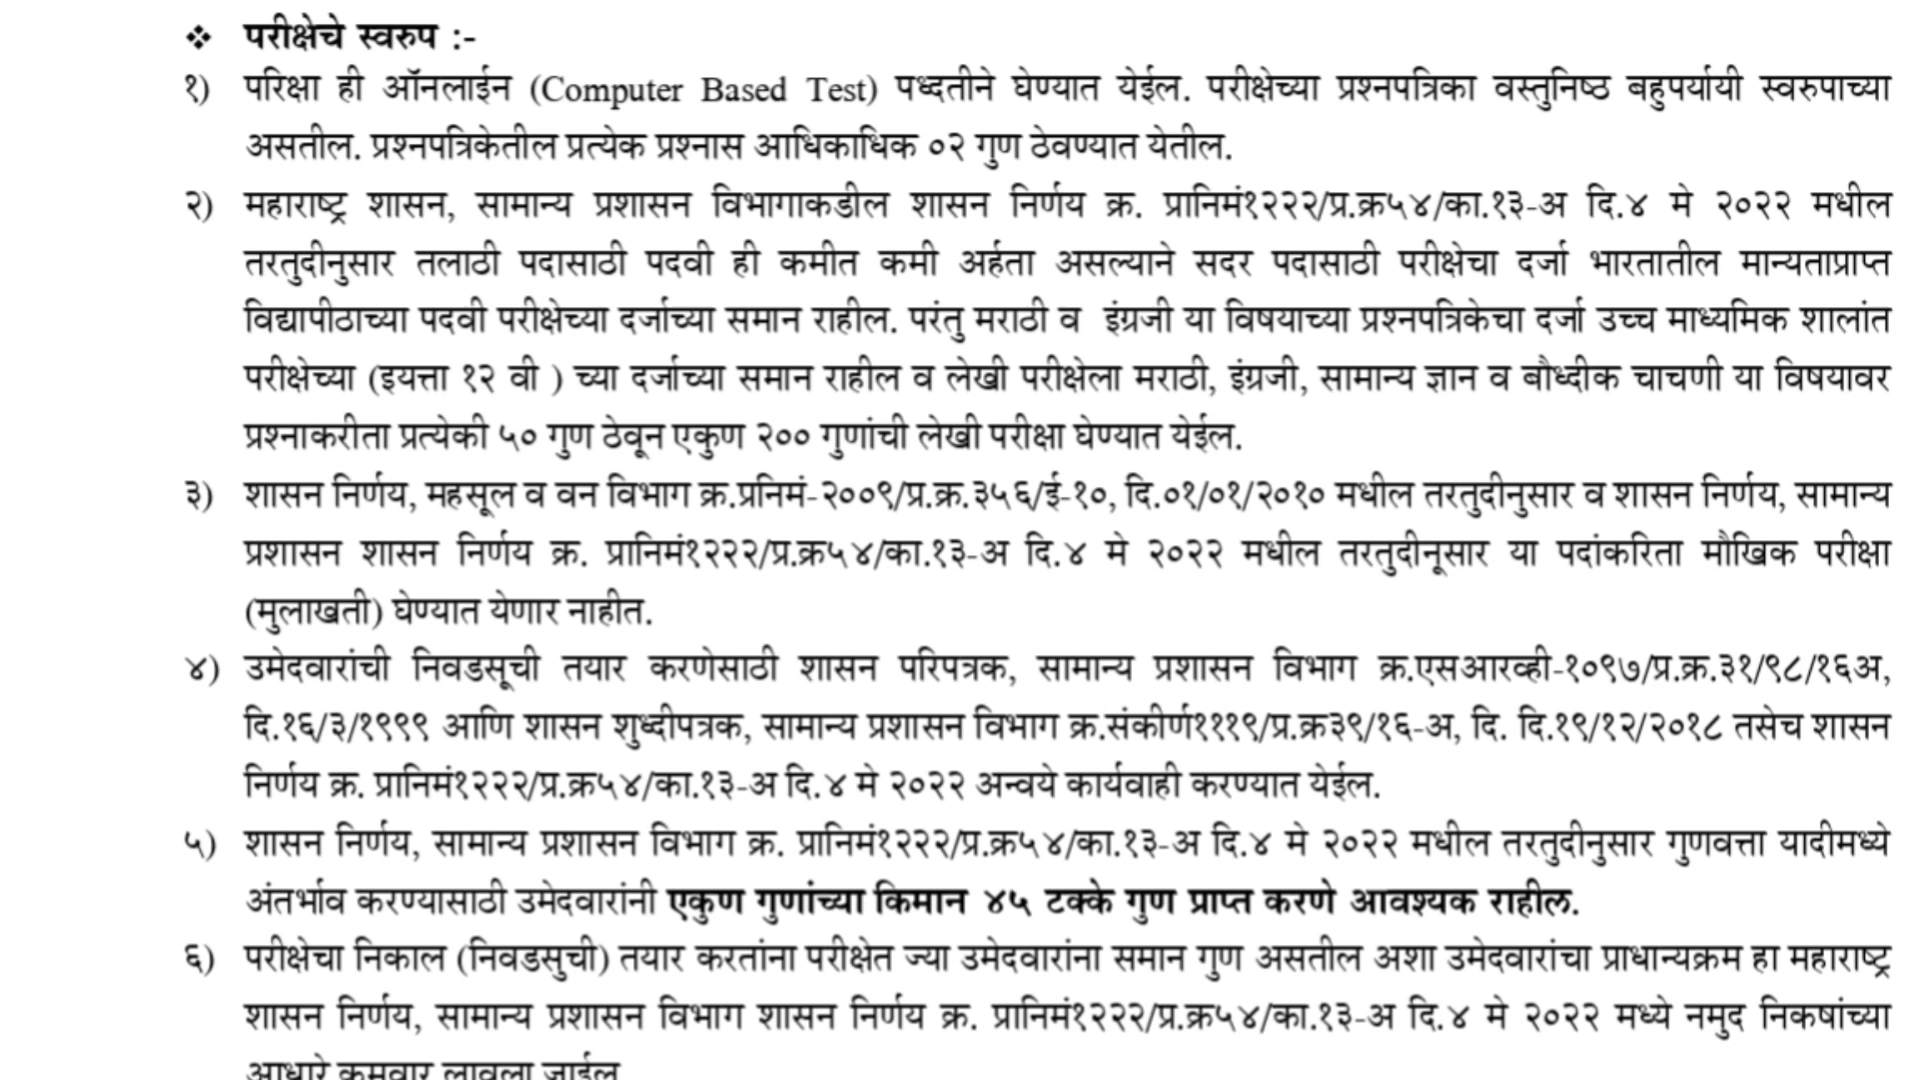 ❖ परीक्षेचे स्वरुप :-
१) परिक्षा ही ऑनलाईन (Computer Based Test) पध्दतीने घेण्यात येईल. परीक्षेच्या प्रश्नपत्रिका वस्तुनिष्ठ बहुपर्यायी स्वरुपाच्या
असतील. प्रश्नपत्रिकेतील प्रत्येक प्रश्नास आधिकाधिक ०२ गुण ठेवण्यात येतील.
२) महाराष्ट्र शासन, सामान्य प्रशासन विभागाकडील शासन निर्णय क्र. प्रानिमं१२२२/प्र.क्र५४/का.१३-अ दि.४ मे २०२२ मधील
तरतुदीनुसार तलाठी पदासाठी पदवी ही कमीत कमी अर्हता असल्याने सदर पदासाठी परीक्षेचा दर्जा भारतातील मान्यताप्राप्त
विद्यापीठाच्या पदवी परीक्षेच्या दर्जाच्या समान राहील. परंतु मराठी व इंग्रजी या विषयाच्या प्रश्नपत्रिकेचा दर्जा उच्च माध्यमिक शालांत
परीक्षेच्या (इयत्ता १२ वी ) च्या दर्जाच्या समान राहील व लेखी परीक्षेला मराठी, इंग्रजी, सामान्य ज्ञान व बौध्दीक चाचणी या विषयावर
प्रश्नाकरीता प्रत्येकी ५० गुण ठेवून एकुण २०० गुणांची लेखी परीक्षा घेण्यात येईल.
३) शासन निर्णय, महसूल व वन विभाग क्र.प्रनिमं-२००९/प्र.क्र.३५६/ई-१०, दि.०१/०१/२०१० मधील तरतुदीनुसार व शासन निर्णय, सामान्य
प्रशासन शासन निर्णय क्र. प्रानिमं१२२२/प्र.क्र५४/का.१३-अ दि.४ मे २०२२ मधील तरतुदीनूसार या पदांकरिता मौखिक परीक्षा
(मुलाखती) घेण्यात येणार नाहीत.
४) उमेदवारांची निवडसूची तयार करणेसाठी शासन परिपत्रक, सामान्य प्रशासन विभाग क्र.एसआरव्ही-१०९७/प्र.क्र.३१/९८/१६अ,
दि.१६/३/१९९९ आणि शासन शुध्दीपत्रक, सामान्य प्रशासन विभाग क्र.संकीर्ण१११९/प्र.क्र३९/१६-अ, दि. दि.१९/१२/२०१८ तसेच शासन
निर्णय क्र. प्रानिमं१२२२/प्र.क्र५४/का.१३-अ दि.४ मे २०२२ अन्वये कार्यवाही करण्यात येईल.
५) शासन निर्णय, सामान्य प्रशासन विभाग क्र. प्रानिमं१२२२/प्र.क्र५४/का.१३-अ दि.४ मे २०२२ मधील तरतुदीनुसार गुणवत्ता यादीमध्ये
अंतर्भाव करण्यासाठी उमेदवारांनी एकुण गुणांच्या किमान ४५ टक्के गुण प्राप्त करणे आवश्यक राहील.
६) परीक्षेचा निकाल (निवडसुची) तयार करतांना परीक्षेत ज्या उमेदवारांना समान गुण असतील अशा उमेदवारांचा प्राधान्यक्रम हा महाराष्ट्र
शासन निर्णय, सामान्य प्रशासन विभाग शासन निर्णय क्र. प्रानिमं१२२२/प्र.क्र५४/का.१३-अ दि.४ मे २०२२ मध्ये नमुद निकषांच्या
आधारे क्रमवार लावला जाईल